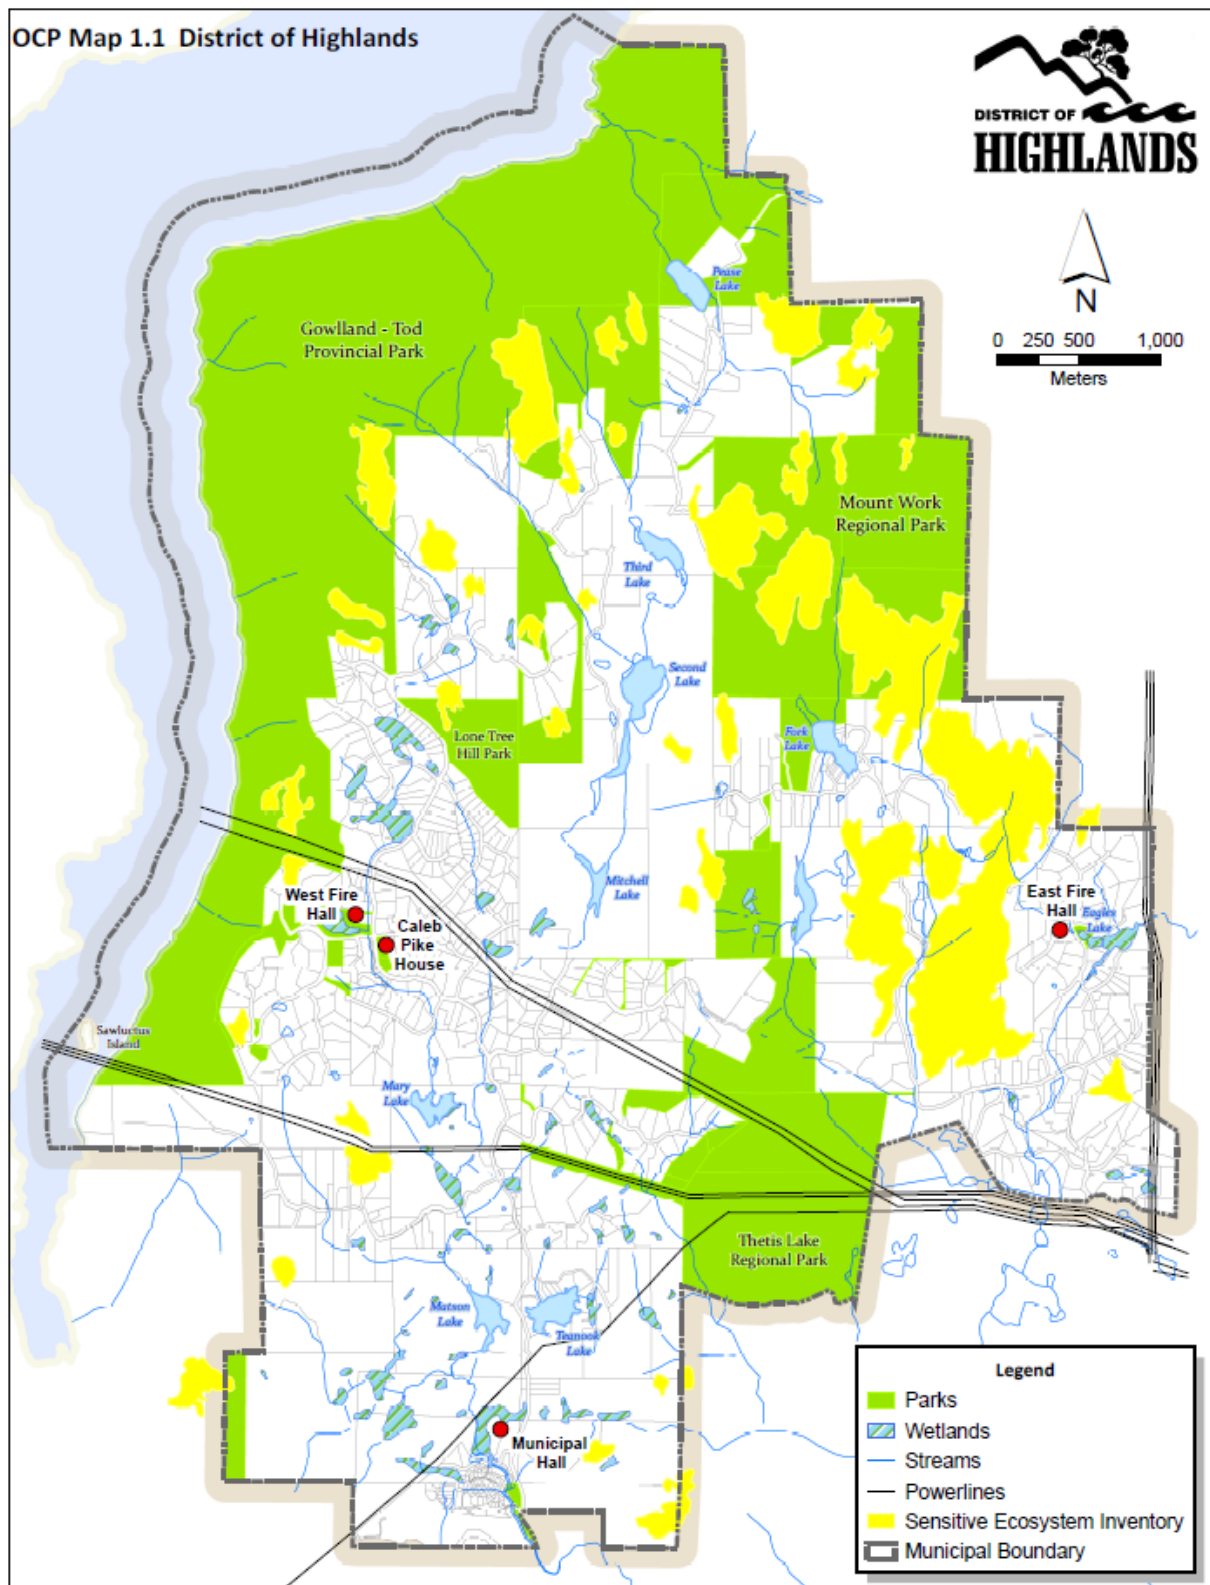 OCP Map 1.1 District of Highlands
DISTRICT OF
HIGHLANDS
N
0 250 500 1,000
Meters
Pease
Lake
Gowlland - Tod
Provincial Park
Mount Work
Regional Park
Third
Lake
Second
Lake
Lone Tree
Hill Park
Fork
Lake
Mitchell
Lake
West Fire
Hall
Caleb
Pike
House
East Fire
Hall
Eagles
Lake
Sawluctus
Island
Mary
Lake
Thetis Lake
Regional Park
Matson
Lake
Teanook
Lake
Municipal
Hall
Legend
Parks
Wetlands
Streams
Powerlines
Sensitive Ecosystem Inventory
Municipal Boundary